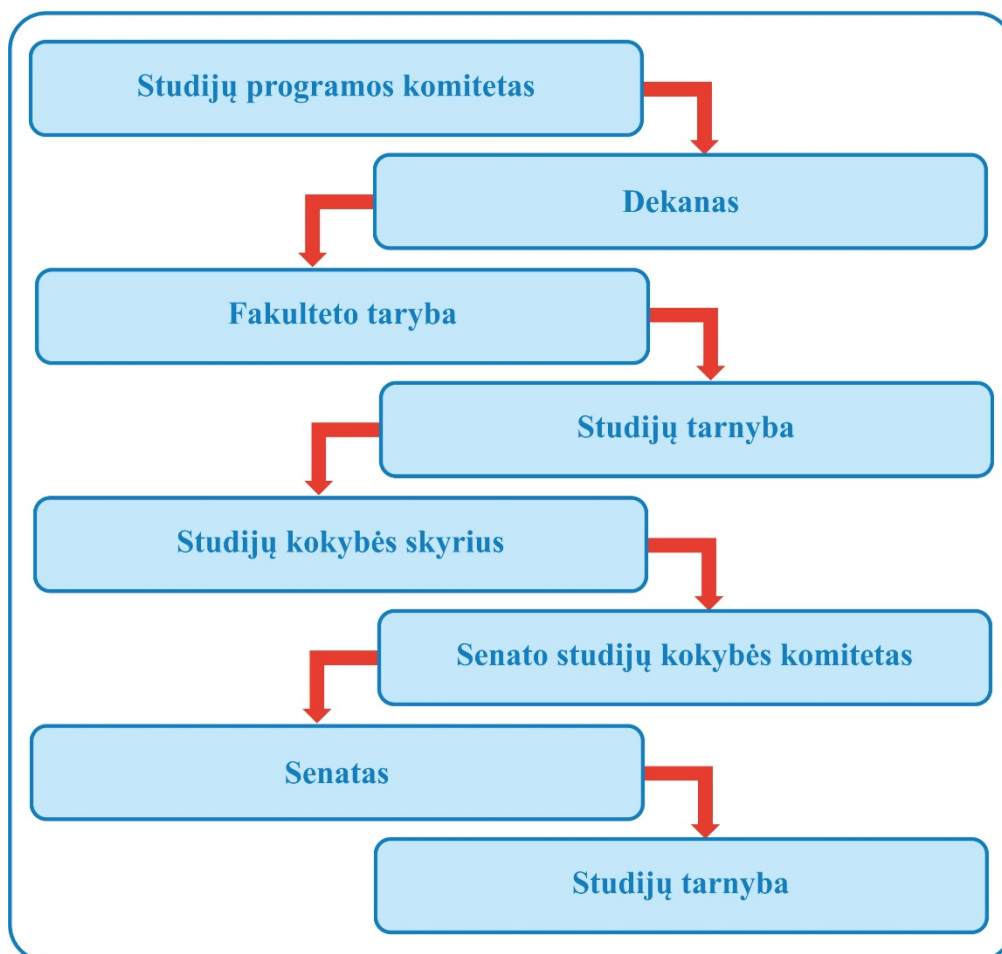 Studijų programos komitetas
Dekanas
Fakulteto taryba
Studijų tarnyba
Studijų kokybės skyrius
Senato studijų kokybės komitetas
Senatas
Studijų tarnyba